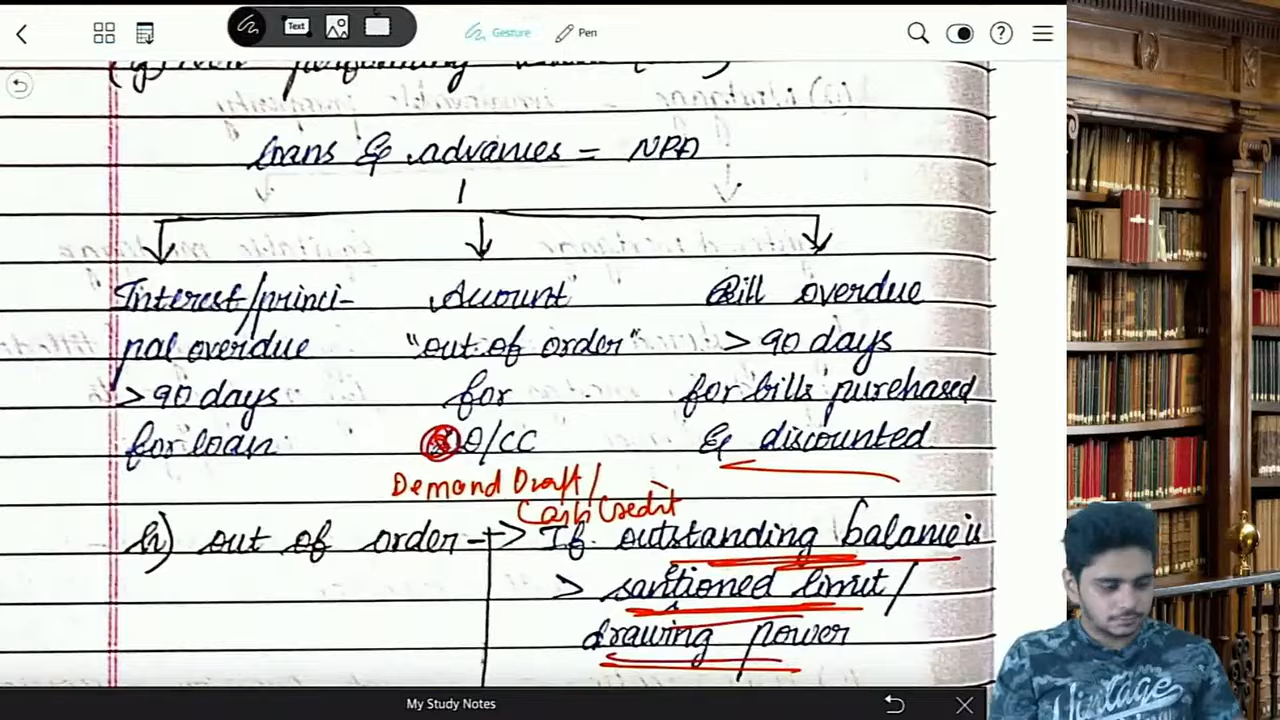 Text
Gesture
Pen
Loans & advances = NPA
Interest/princi-
pal overdue
> 90 days
for loan
Account
"out of order"
for
O/CC
Bill overdue
> 90 days
for bills purchased
& discounted
Demand Draft/
Cash Credit
h) out of order → If outstanding balance is
> sanctioned limit/
drawing power
My Study Notes
Vintage